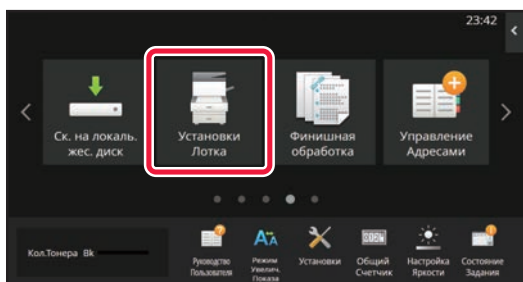 23:42
Ск. на локаль.
жес. диск
Установки
Лотка
Финишная
обработка
Управление
Адресами
Кол.Тонера Bk
Руководство
Пользователя
Режим
Увелич.
Показа
Установки
Общий
Счетчик
Настройка
Яркости
Состояние
Задания